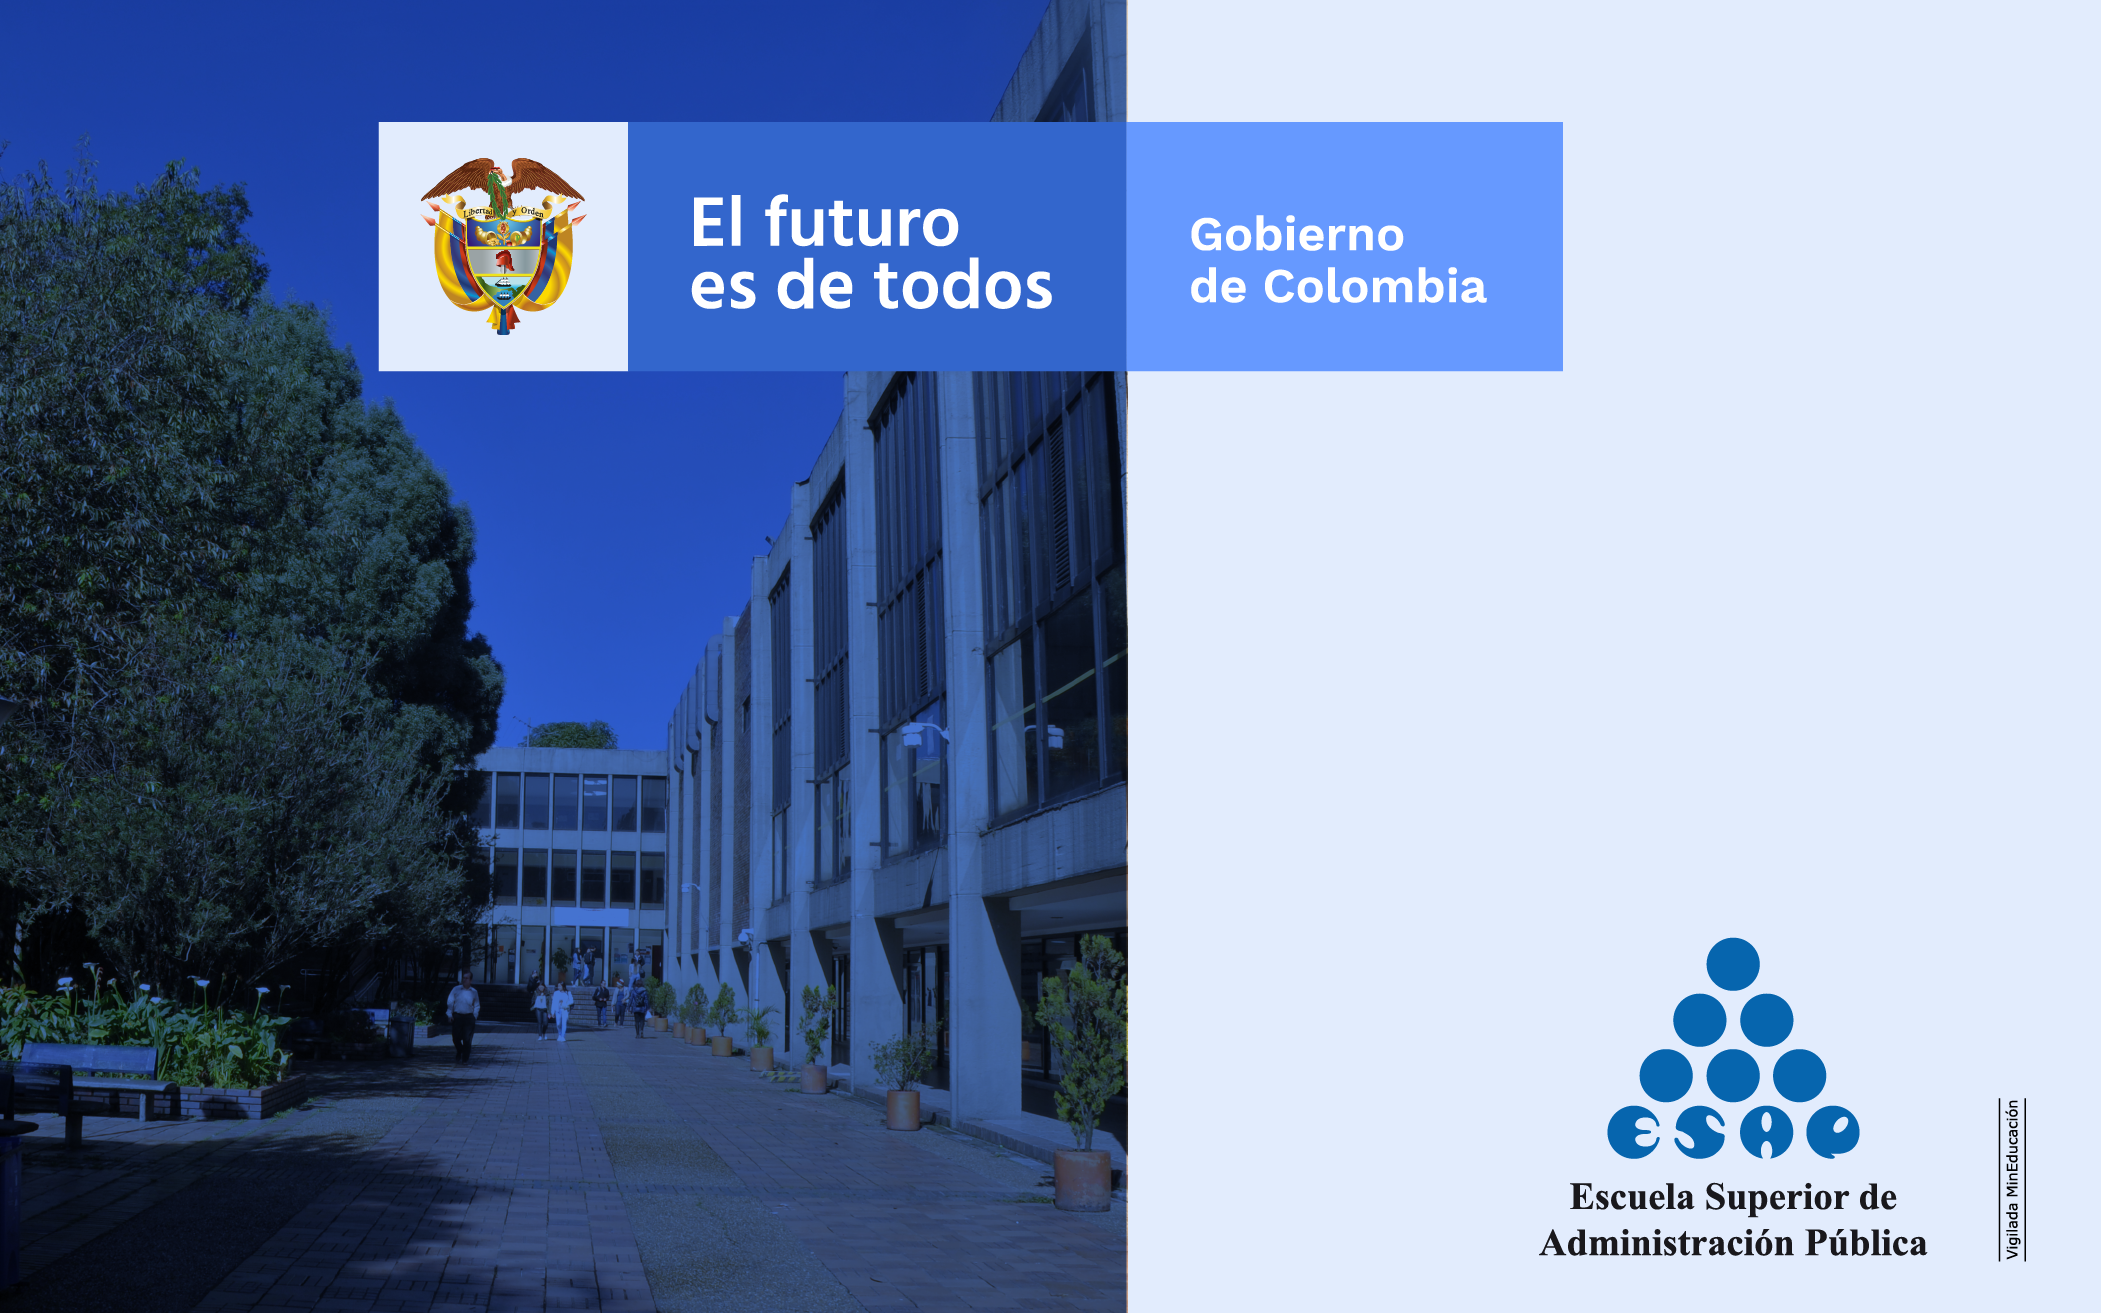 Libertad y Orden
El futuro
es de todos
Gobierno
de Colombia
ESAP
Escuela Superior de
Administración Pública
Vigilada MinEducación